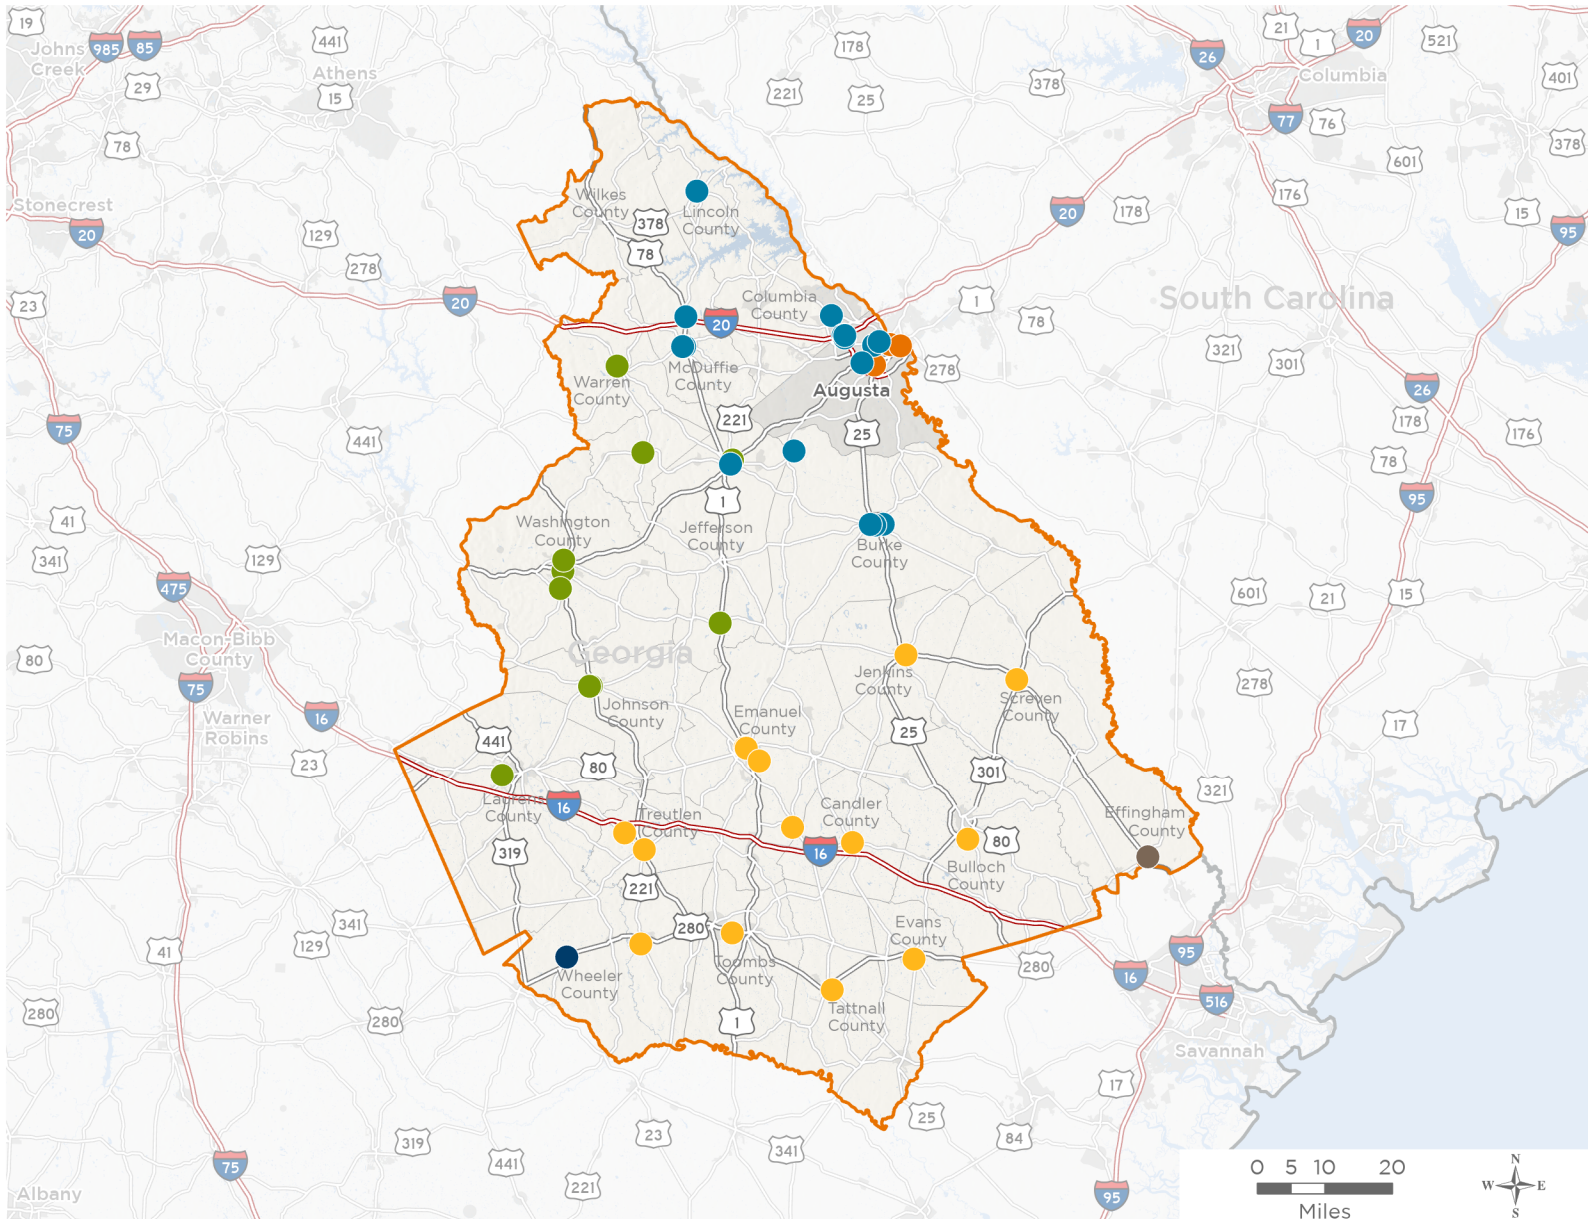 19
Johns
Creek
985
85
441
29
Athens
15
78
178
221
25
378
26
21
1
20
521
Columbia
401
77
76
378
601
Stonecrest
20
129
278
20
23
Wilkes
County
Lincoln
County
378
78
20
178
176
15
95
Columbia
County
20
1
78
South Carolina
321
301
278
McDuffie
County
Warren
County
Augusta
26
178
176
78
75
441
221
25
95
41
341
129
1
Washington
County
Jefferson
County
Burke
County
475
601
21
15
Macon-Bibb
County
80
75
Georgia
Jenkins
County
Screven
County
278
16
Warner
Robins
23
Johnson
County
Emanuel
County
17
441
80
25
301
321
Laurens
County
16
Treutlen
County
Candler
County
16
Effingham
County
80
Bulloch
County
319
221
280
Evans
County
341
129
41
Wheeler
County
Toombs
County
280
95
16
516
280
280
1
Tattnall
County
Savannah
17
319
23
341
25
84
75
441
221
95
Albany
0 5 10 20
Miles
N
W E
S